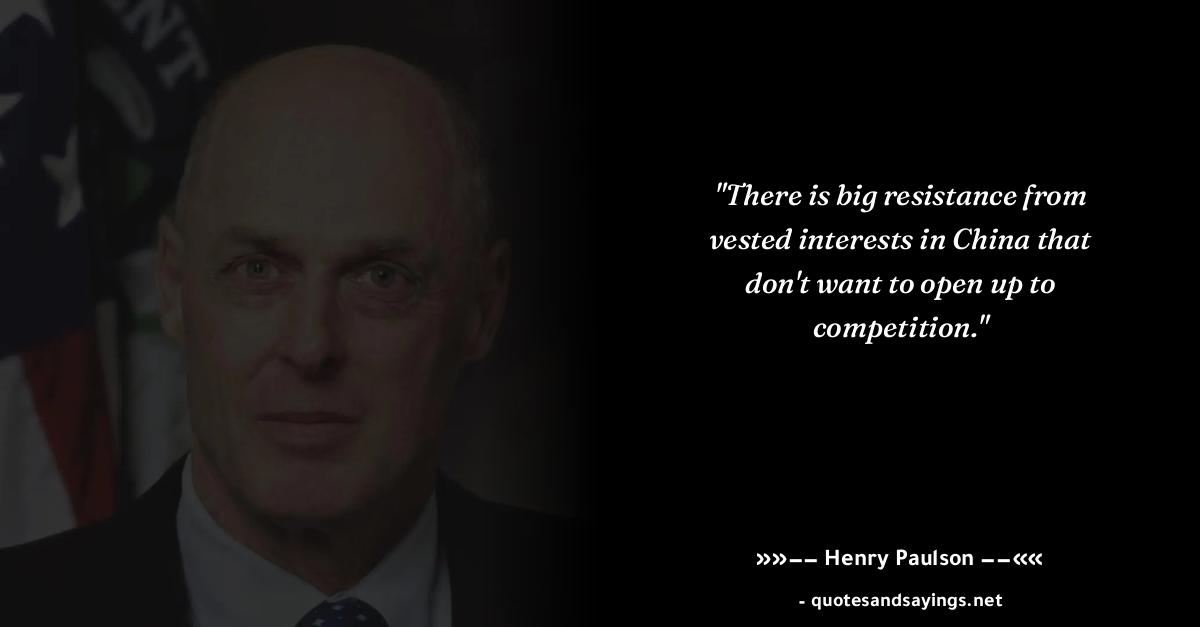 "There is big resistance from
vested interests in China that
don't want to open up to
competition."
»»–– Henry Paulson ––««
- quotesandsayings.net